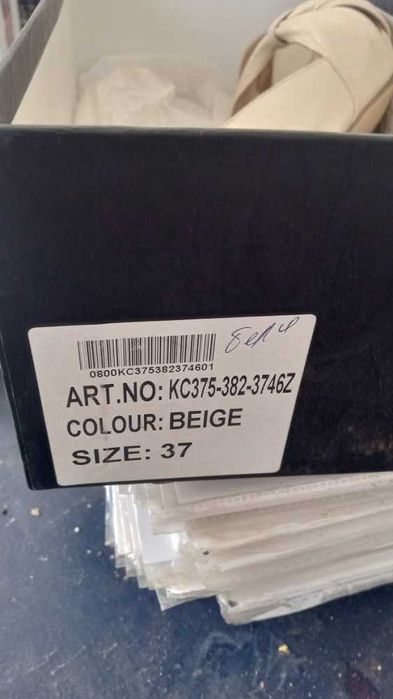 0800KC375382374601
ART.NO: KC375-382-3746Z
COLOUR: BEIGE
SIZE: 37